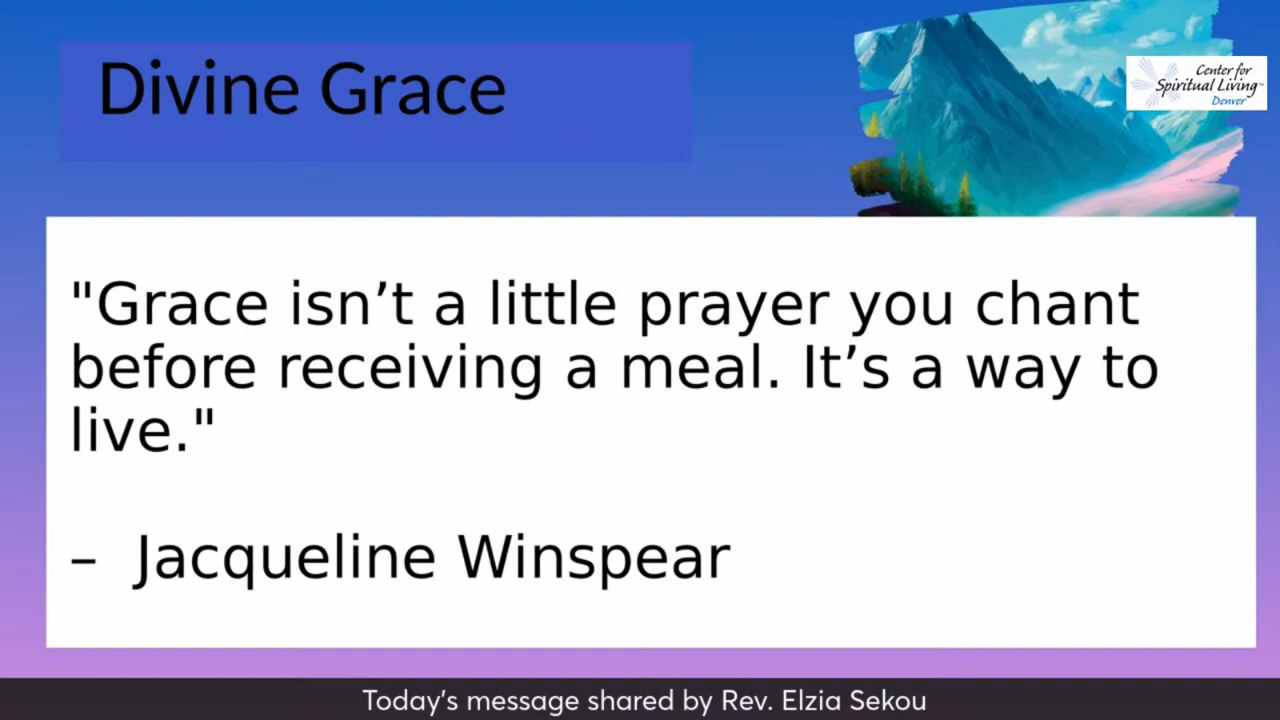 Divine Grace
Center for
Spiritual Living™
Denver
"Grace isn’t a little prayer you chant
before receiving a meal. It’s a way to
live."
– Jacqueline Winspear
Today's message shared by Rev. Elzia Sekou